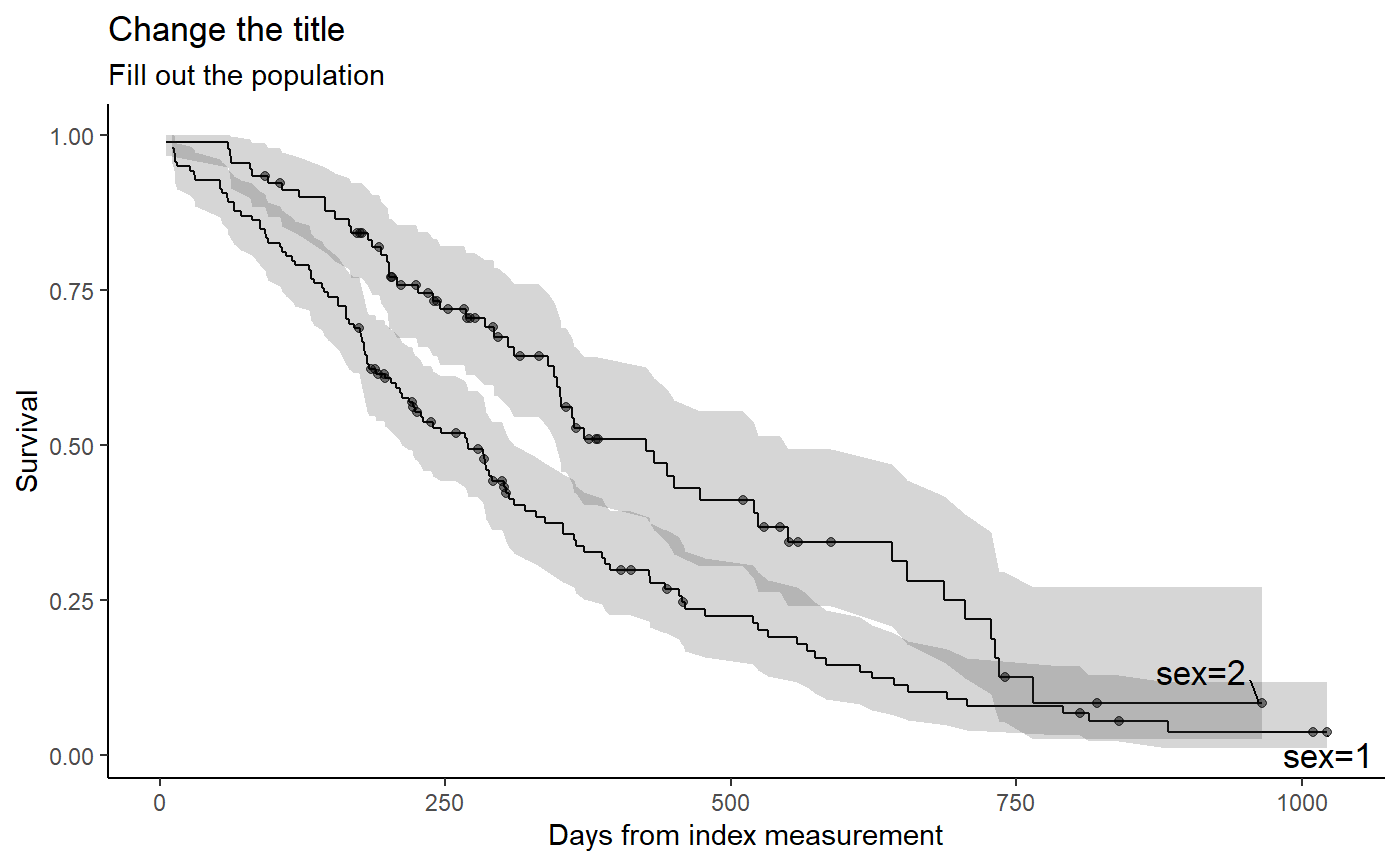 Change the title
Fill out the population
1.00
0.75
0.50
0.25
0.00
Survival
sex=2
sex=1
0
250
500
750
1000
Days from index measurement